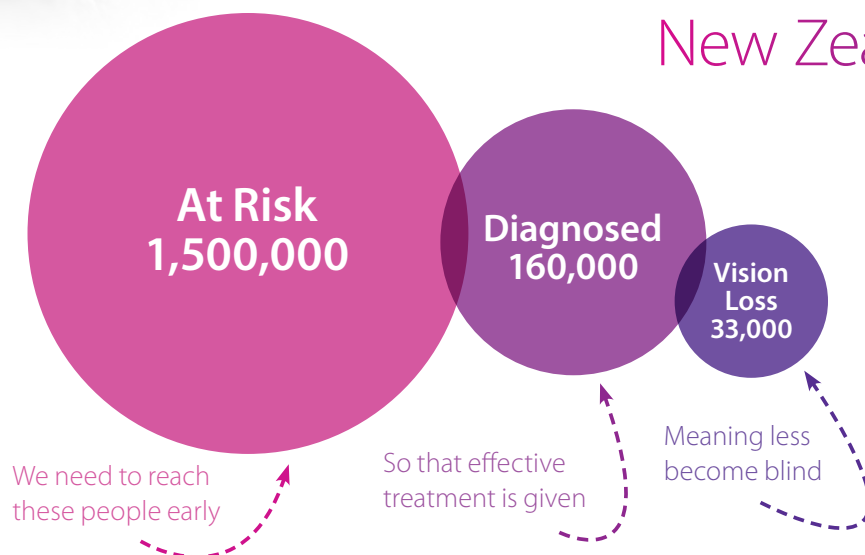 New
At Risk
1,500,000
Diagnosed
160,000
Vision
Loss
33,000
We need to reach
these people early
So that effective
treatment is given
Meaning less
become blind